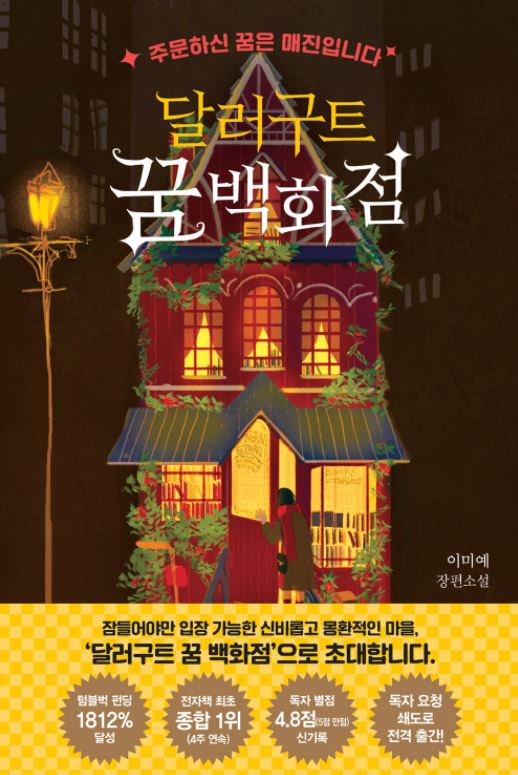 주문하신 꿈은 매진입니다
달러구트
꿈 백화점
이미예
장편소설
잠들어야만 입장 가능한 신비롭고 몽환적인 마을,
‘달러구트 꿈 백화점’으로 초대합니다.
텀블벅 펀딩
1812%
달성
전자책 최초
종합 1위
(4주 연속)
독자 별점
4.8점(5점 만점)
신기록
독자 요청
쇄도로
전격 출간!